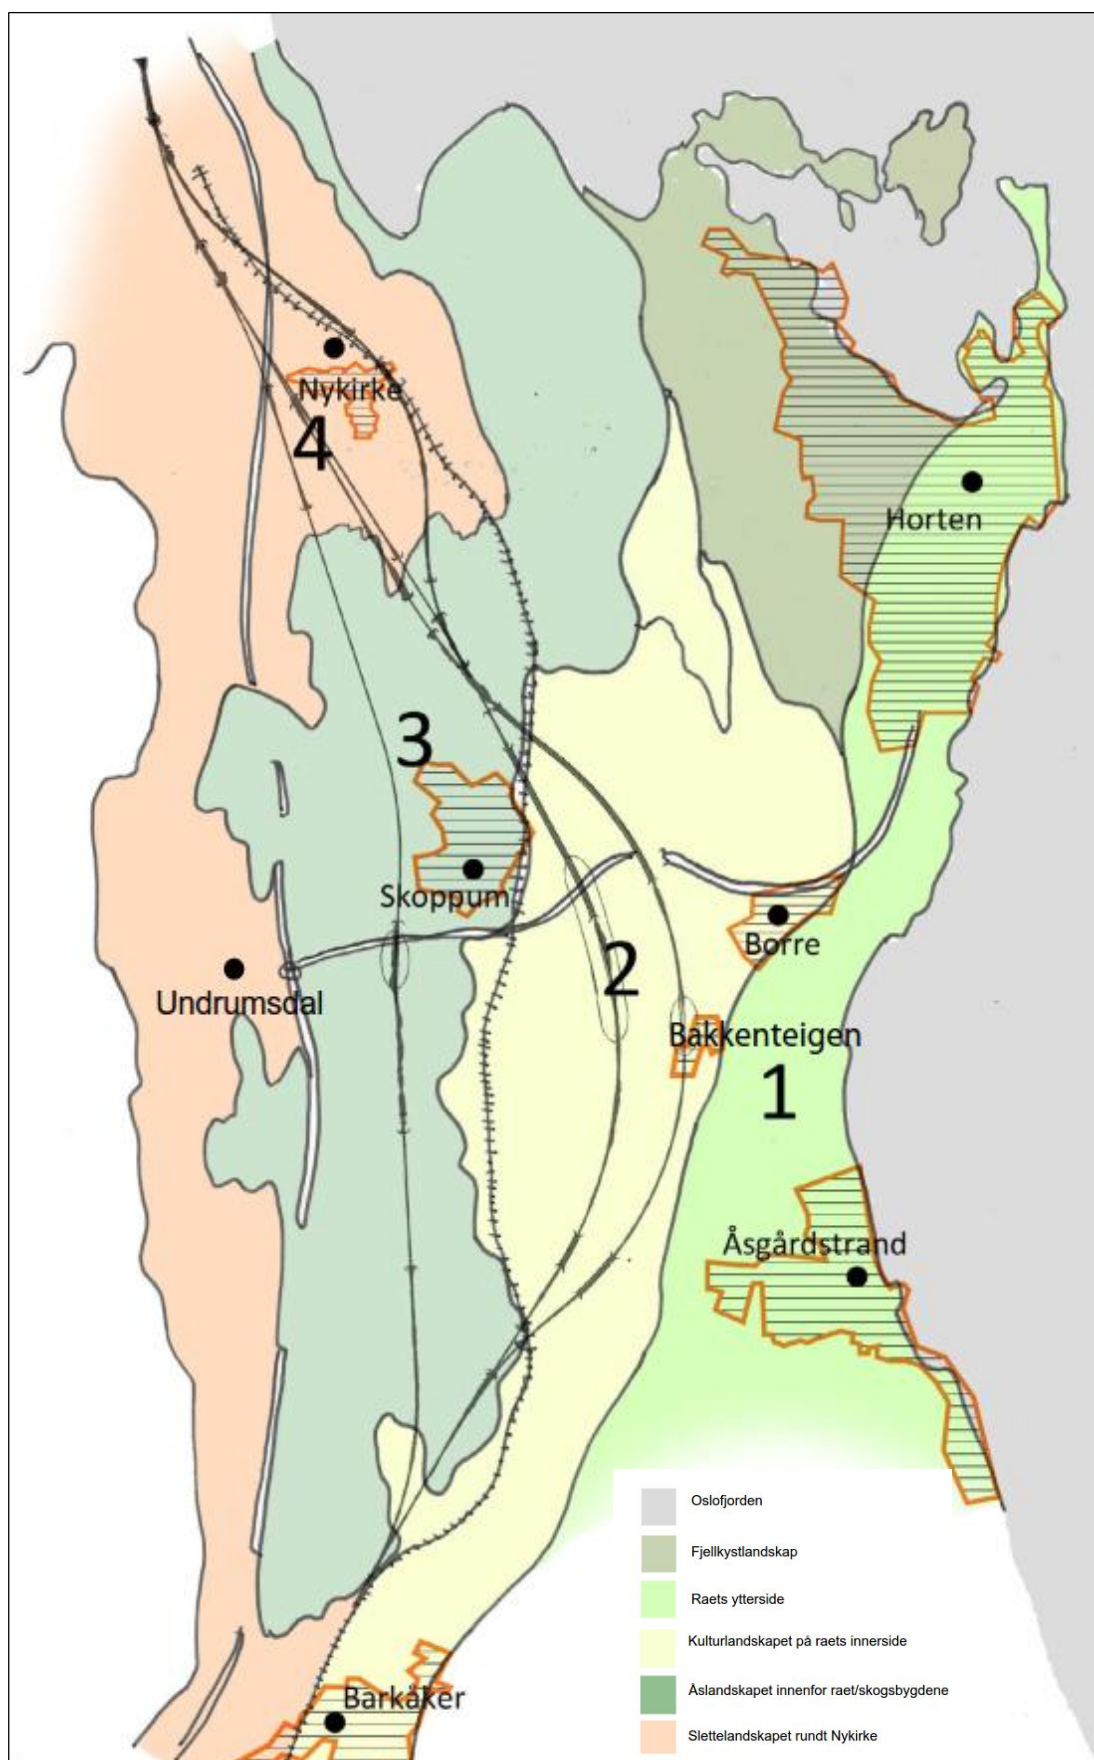 Nykirke
4
Horten
3
Skoppum
Borre
2
Undrumsdal
Bakkenteigen
1
Åsgårdstrand
Oslofjorden
Fjellkystlandskap
Raets ytterside
Kulturlandskapet på raets innerside
Åslandskapet innenfor raet/skogsbygdene
Slettelandskapet rundt Nykirke
Barkåker